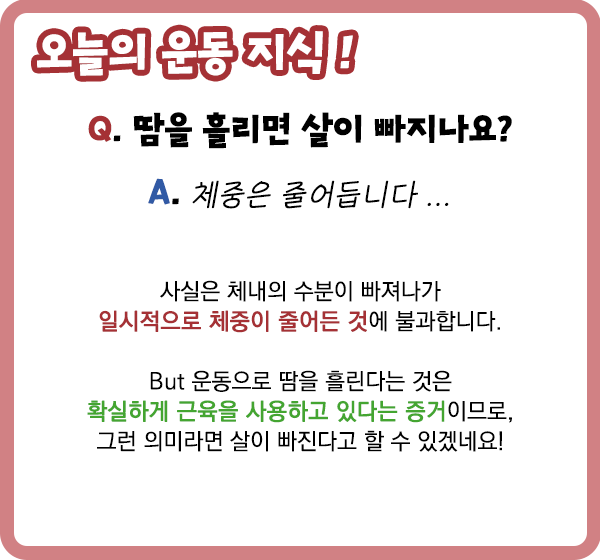 오늘의 운동 지식 !
Q. 땀을 흘리면 살이 빠지나요?
A. 체중은 줄어듭니다 ...
사실은 체내의 수분이 빠져나가
일시적으로 체중이 줄어든 것에 불과합니다.
But 운동으로 땀을 흘린다는 것은
확실하게 근육을 사용하고 있다는 증거이므로,
그런 의미라면 살이 빠진다고 할 수 있겠네요!